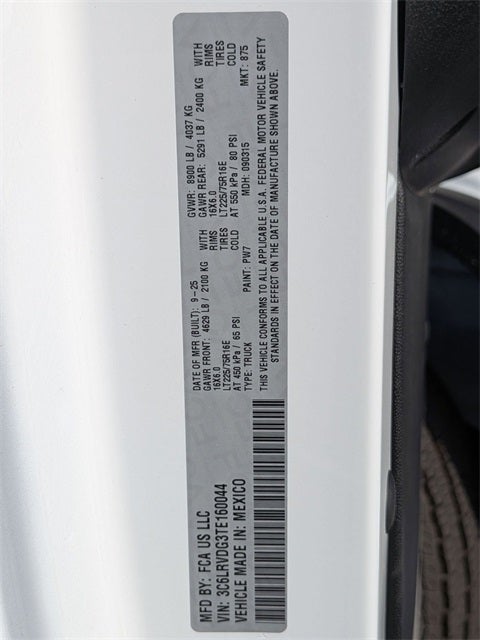 MFD BY: FCA US LLC
VIN: 3C6LRVDG3TE160044
VEHICLE MADE IN: MEXICO
DATE OF MFR (BUILT): 9-25 GVWR: 8900 LB / 4037 KG
GAWR FRONT: 4629 LB / 2100 KG WITH GAWR REAR: 5291 LB / 2400 KG WITH
16X6.0 RIMS 16X6.0 RIMS
LT225/75R16E TIRES LT225/75R16E TIRES
AT 450 kPa / 65 PSI COLD AT 550 kPa / 80 PSI COLD
TYPE: TRUCK PAINT: PW7 MDH: 090315 MKT: 875
THIS VEHICLE CONFORMS TO ALL APPLICABLE U.S.A. FEDERAL MOTOR VEHICLE SAFETY
STANDARDS IN EFFECT ON THE DATE OF MANUFACTURE SHOWN ABOVE.